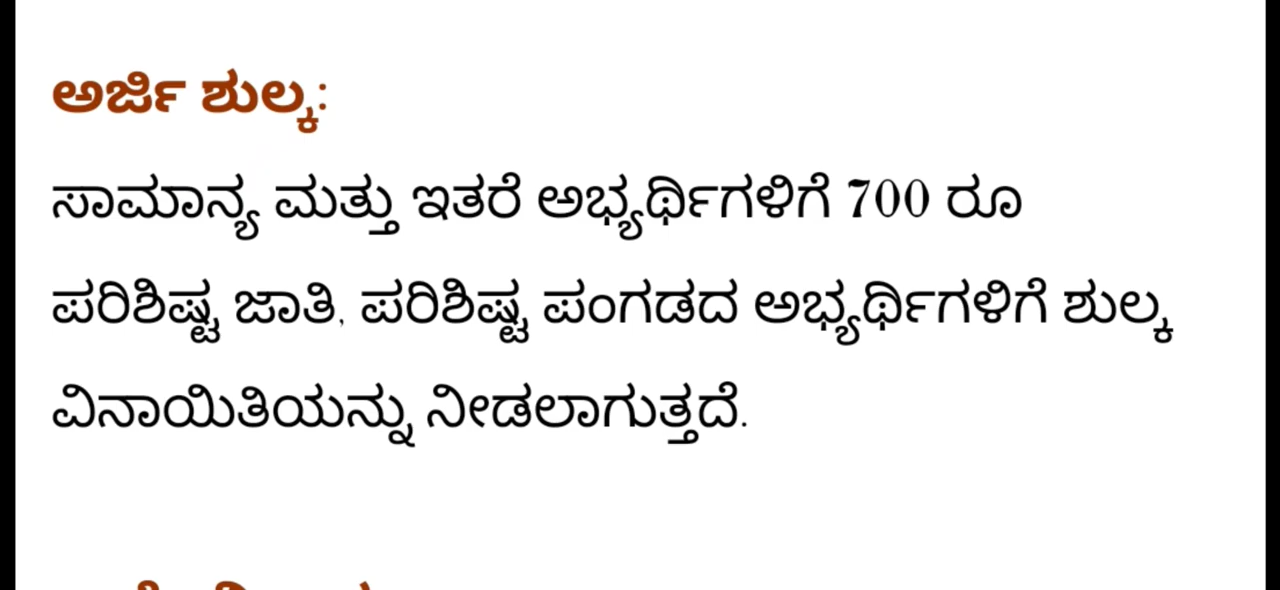 ಅರ್ಜಿ ಶುಲ್ಕ:
ಸಾಮಾನ್ಯ ಮತ್ತು ಇತರೆ ಅಭ್ಯರ್ಥಿಗಳಿಗೆ 700 ರೂ
ಪರಿಶಿಷ್ಟ ಜಾತಿ, ಪರಿಶಿಷ್ಟ ಪಂಗಡದ ಅಭ್ಯರ್ಥಿಗಳಿಗೆ ಶುಲ್ಕ
ವಿನಾಯಿತಿಯನ್ನು ನೀಡಲಾಗುತ್ತದೆ.